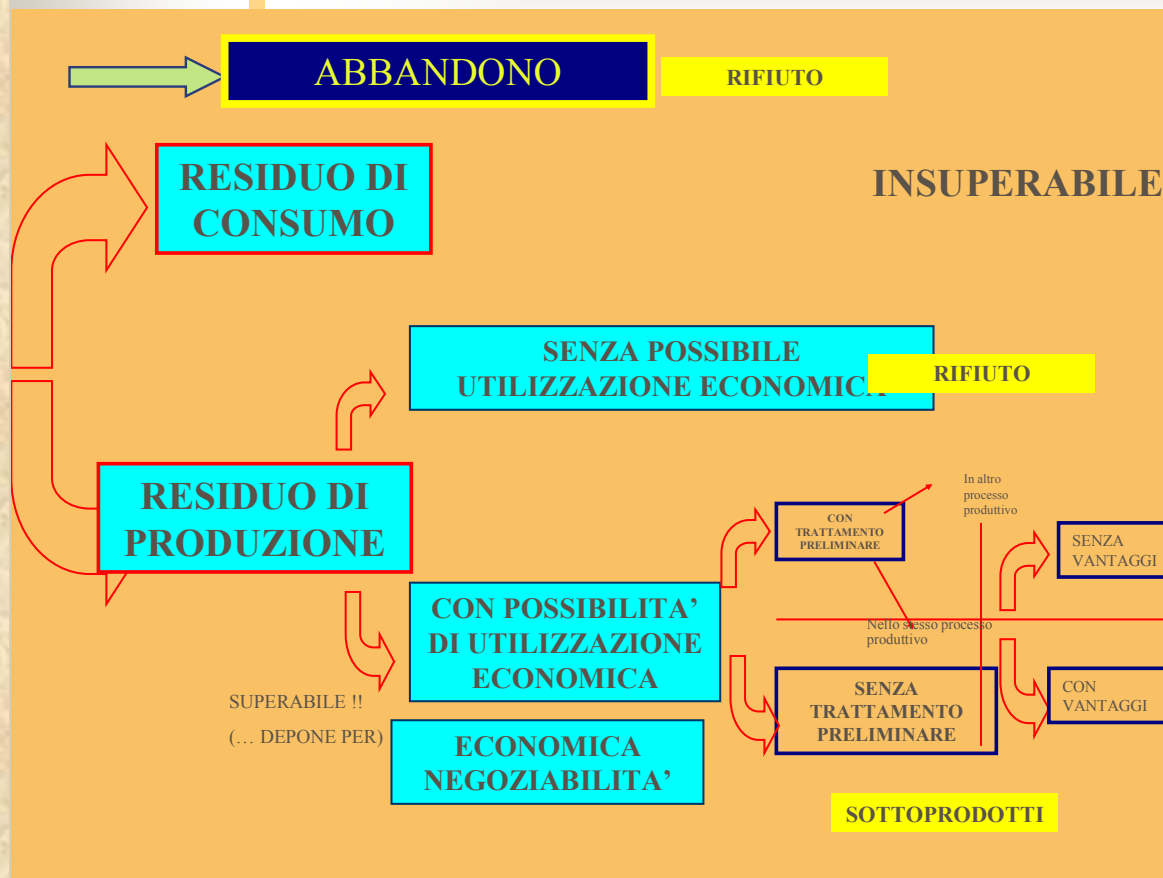 ABBANDONO
RIFIUTO
RESIDUO DI
CONSUMO
INSUPERABILE
SENZA POSSIBILE
UTILIZZAZIONE ECONOMICA
RIFIUTO
RESIDUO DI
PRODUZIONE
In altro
processo
produttivo
CON
TRATTAMENTO
PRELIMINARE
SENZA
VANTAGGI
CON POSSIBILITA’
DI UTILIZZAZIONE
ECONOMICA
Nello stesso processo
produttivo
SENZA
TRATTAMENTO
PRELIMINARE
CON
VANTAGGI
SUPERABILE !!
(... DEPONE PER)
ECONOMICA
NEGOZIABILITA’
SOTTOPRODOTTI